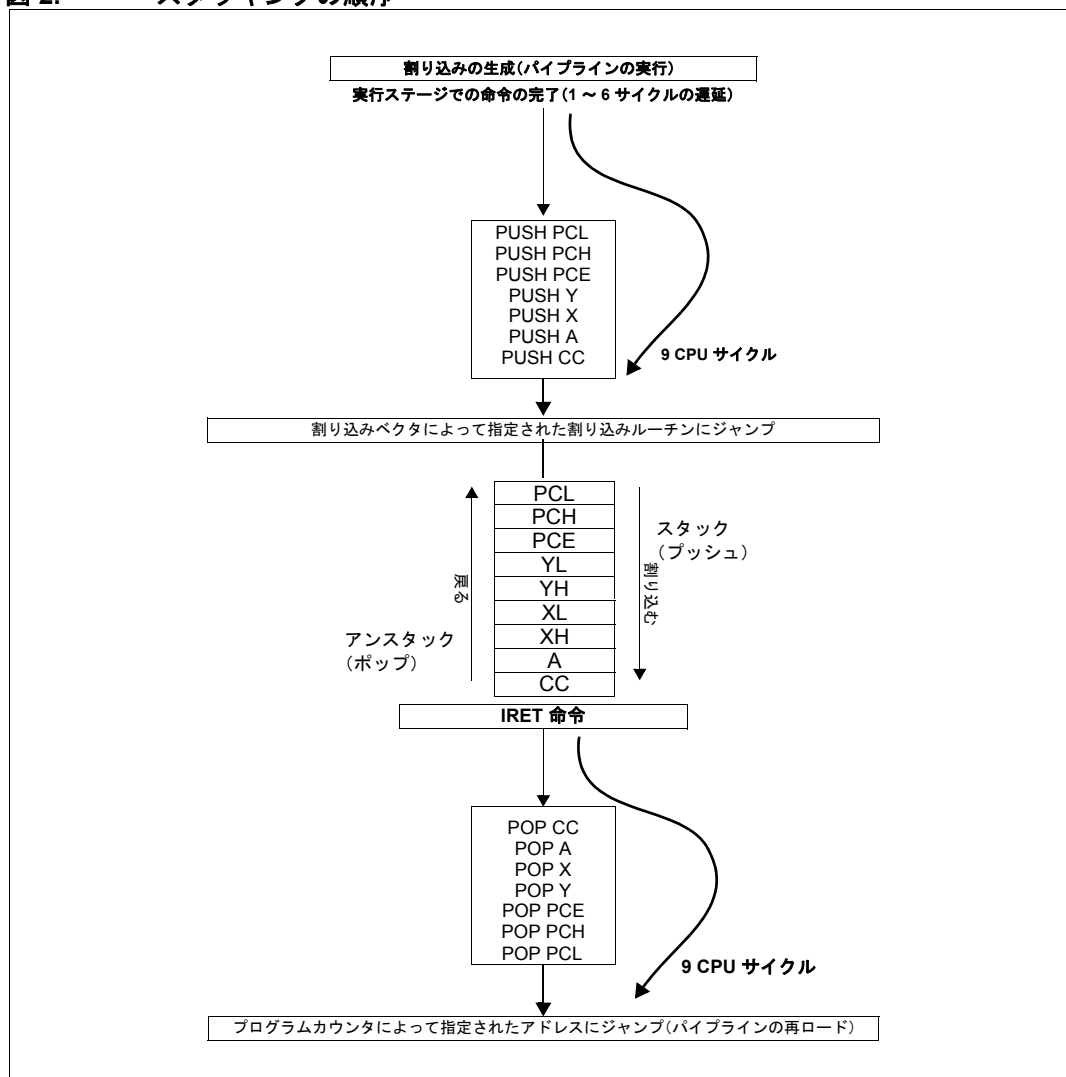 割り込みの生成(パイプラインの実行)
実行ステージでの命令の完了(1 ～ 6 サイクルの遅延)
PUSH PCL
PUSH PCH
PUSH PCE
PUSH Y
PUSH X
PUSH A
PUSH CC
9 CPU サイクル
割り込みベクタによって指定された割り込みルーチンにジャンプ
PCL
PCH
PCE
YL
YH
XL
XH
A
CC
戻る
アンスタック
(ポップ)
スタック
(プッシュ)
割り込む
IRET 命令
POP CC
POP A
POP X
POP Y
POP PCE
POP PCH
POP PCL
9 CPU サイクル
プログラムカウンタによって指定されたアドレスにジャンプ(パイプラインの再ロード)